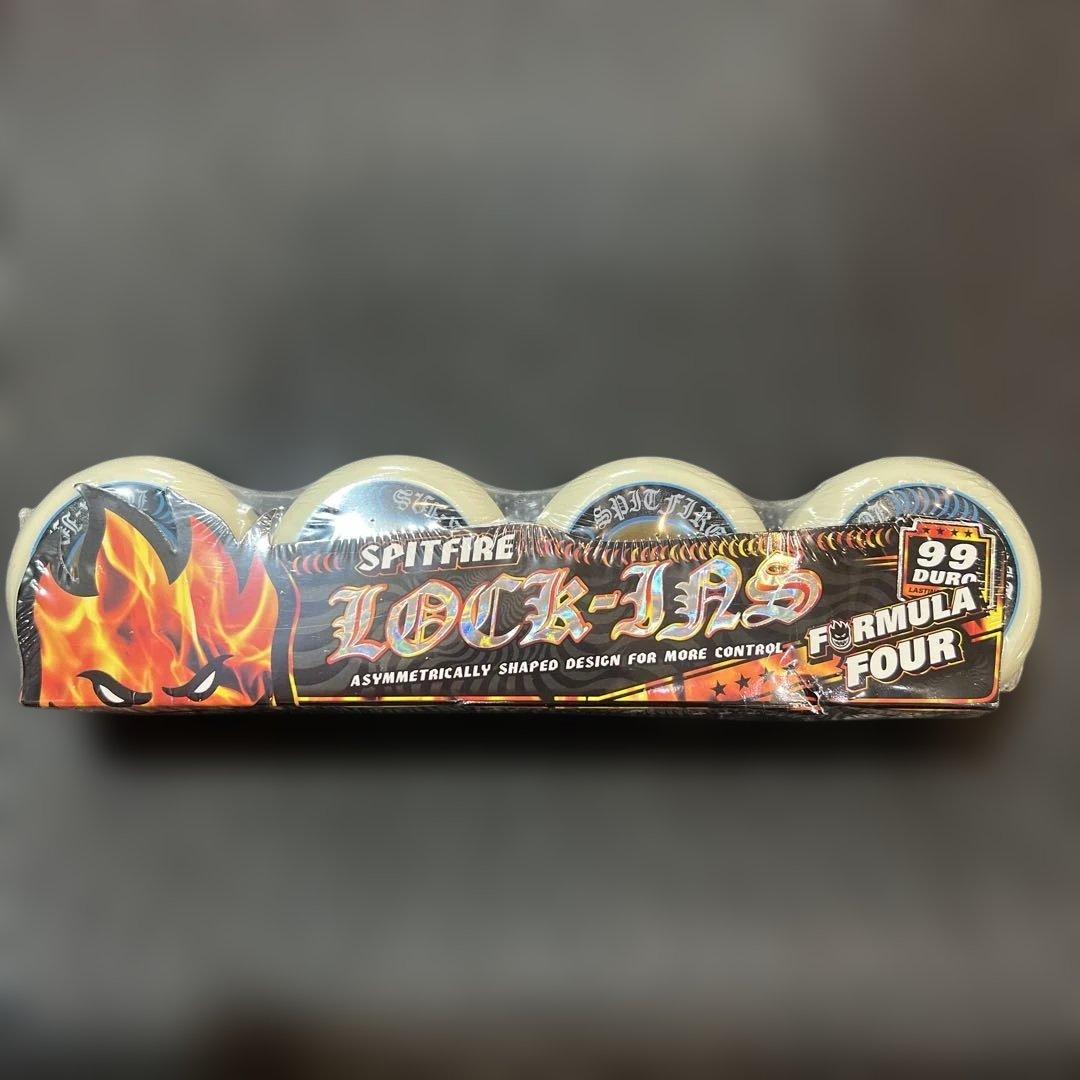 SPITFIRE
SPITFIRE
LOCK-INS
ASYMMETRICALLY SHAPED DESIGN FOR MORE CONTROL
99
DURO
FORMULA
FOUR